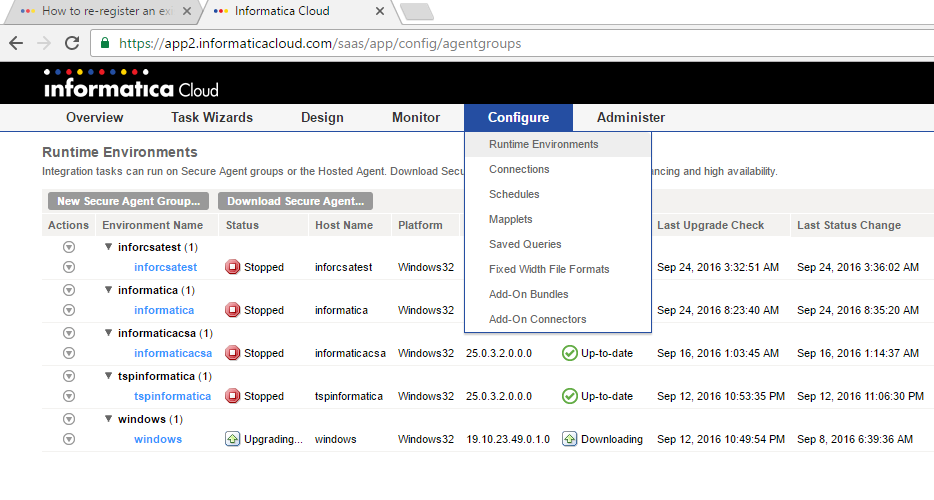 How to re-register an exi
Informatica Cloud
https://app2.informaticacloud.com/saas/app/config/agentgroups
informatica Cloud
Overview Task Wizards Design Monitor Configure Administer
Runtime Environments
Integration tasks can run on Secure Agent groups or the Hosted Agent. Download Secu ancing and high availability.
Runtime Environments
Connections
Schedules
Mapplets
Saved Queries
Fixed Width File Formats
Add-On Bundles
Add-On Connectors
New Secure Agent Group... Download Secure Agent...
Actions Environment Name Status Host Name Platform Last Upgrade Check Last Status Change
inforcsatest (1)
inforcsatest Stopped inforcsatest Windows32 Sep 24, 2016 3:32:51 AM Sep 24, 2016 3:36:02 AM
informatica (1)
informatica Stopped informatica Windows32 Sep 24, 2016 8:23:40 AM Sep 24, 2016 8:35:20 AM
informaticacsa (1)
informaticacsa Stopped informaticacsa Windows32 25.0.3.2.0.0.0 Up-to-date Sep 16, 2016 1:03:45 AM Sep 16, 2016 1:14:37 AM
tspinformatica (1)
tspinformatica Stopped tspinformatica Windows32 25.0.3.2.0.0.0 Up-to-date Sep 12, 2016 10:53:35 PM Sep 12, 2016 11:06:30 PM
windows (1)
windows Upgrading... windows Windows32 19.10.23.49.0.1.0 Downloading Sep 12, 2016 10:49:54 PM Sep 8, 2016 6:39:36 AM